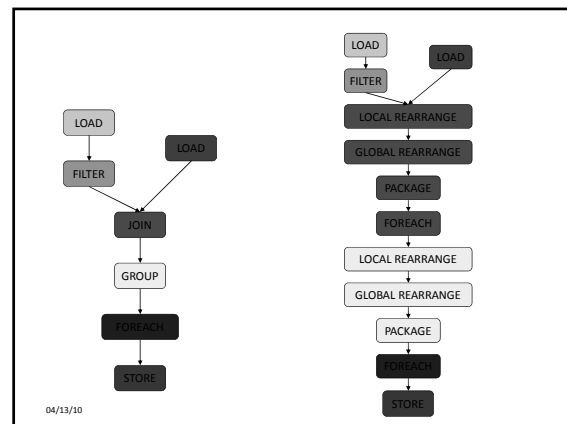 LOAD
LOAD
FILTER
JOIN
GROUP
FOREACH
STORE
04/13/10
LOAD
LOAD
FILTER
LOCAL REARRANGE
GLOBAL REARRANGE
PACKAGE
FOREACH
LOCAL REARRANGE
GLOBAL REARRANGE
PACKAGE
FOREACH
STORE